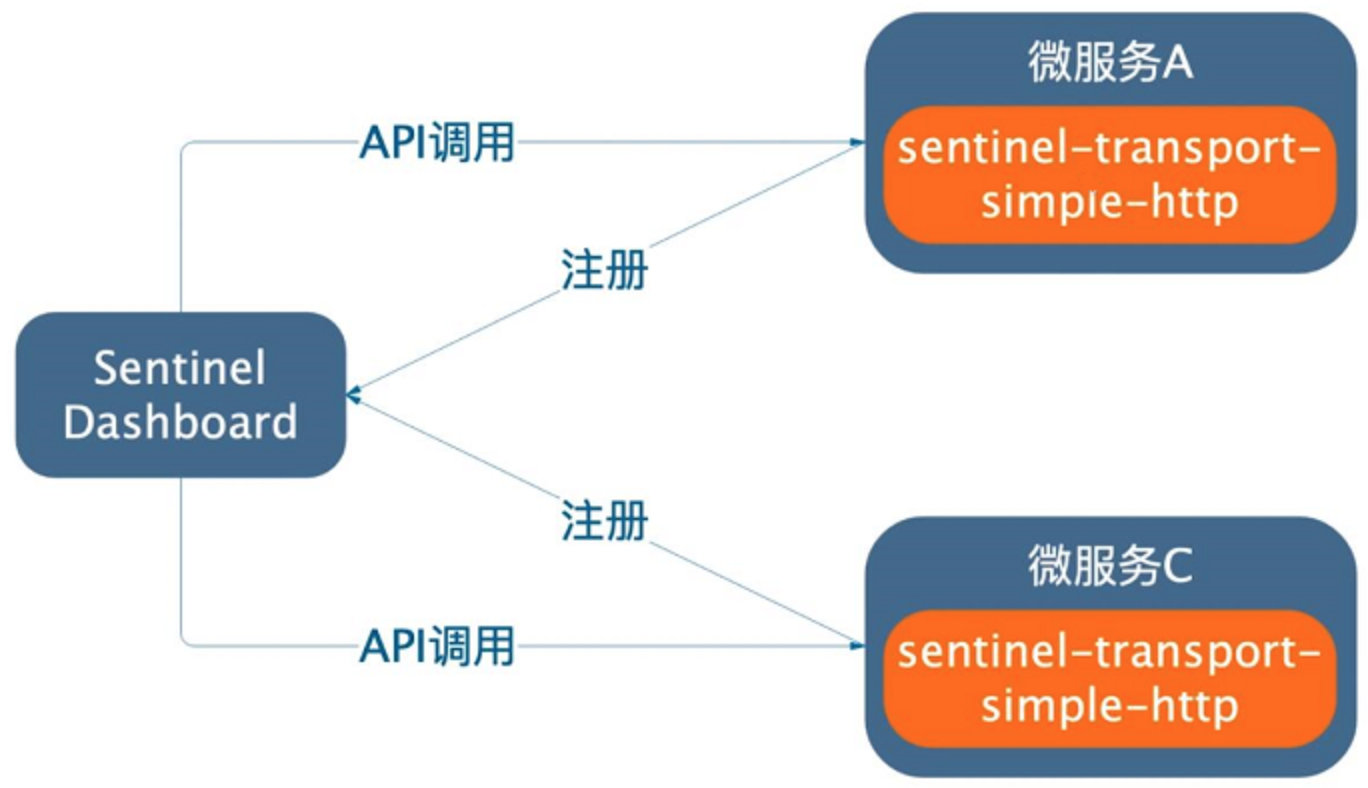 微服务A
sentinel-transport-
simple-http
API调用
注册
Sentinel
Dashboard
注册
API调用
微服务C
sentinel-transport-
simple-http